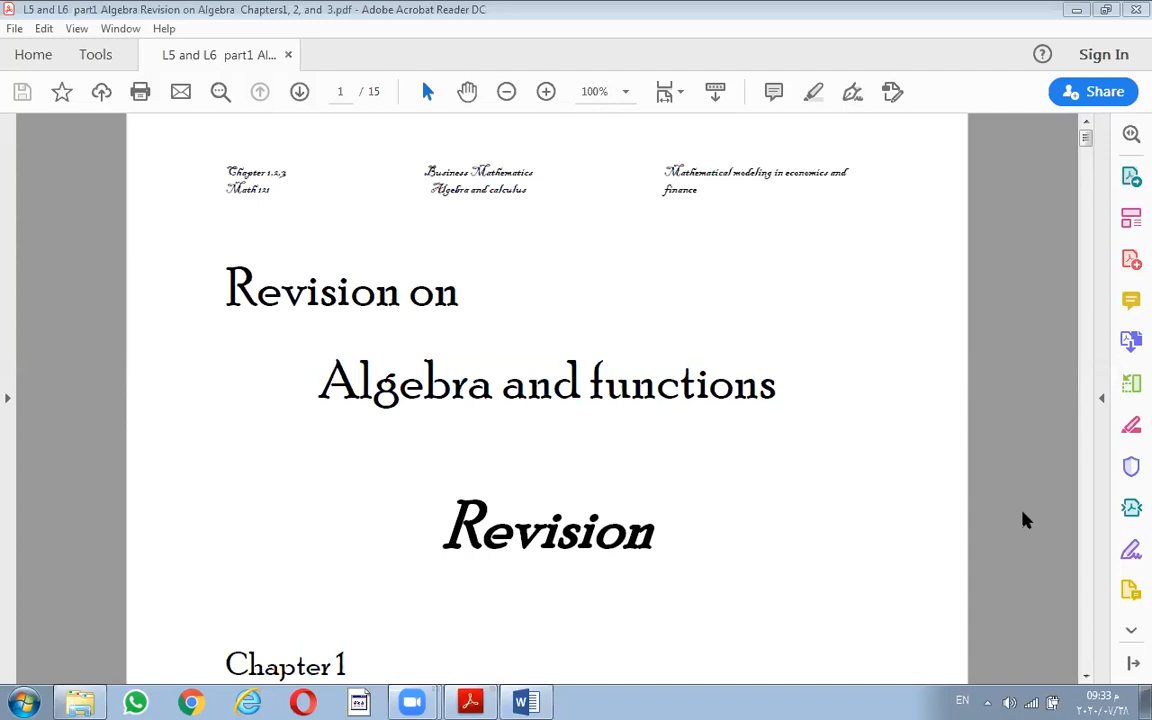 L5 and L6 part1 Algebra Revision on Algebra Chapters1, 2, and 3.pdf - Adobe Acrobat Reader DC
File Edit View Window Help
Home Tools L5 and L6 part1 Al... × Sign In
1 / 15 100% Share
Chapter 1,2,3 Business Mathematics Mathematical modeling in economics and
Math 121 Algebra and calculus finance
Revision on
Algebra and functions
Revision
Chapter 1
EN 09:33 م
٢٠٢٠/٠٧/٢٨